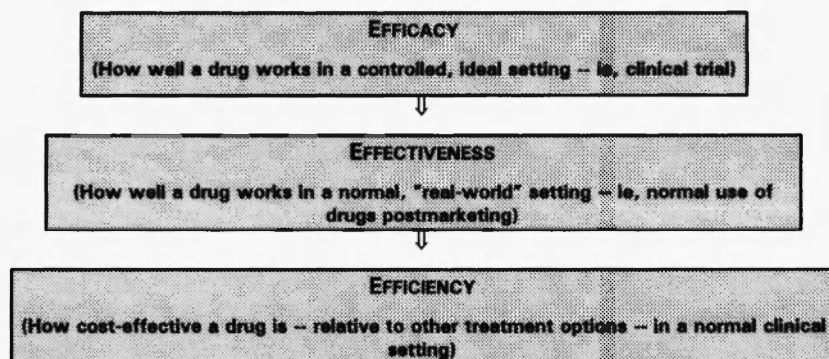 EFFICACY
(How well a drug works in a controlled, ideal setting – ie, clinical trial)
EFFECTIVENESS
(How well a drug works in a normal, "real-world" setting – ie, normal use of
drugs postmarketing)
EFFICIENCY
(How cost-effective a drug is – relative to other treatment options – in a normal clinical
setting)